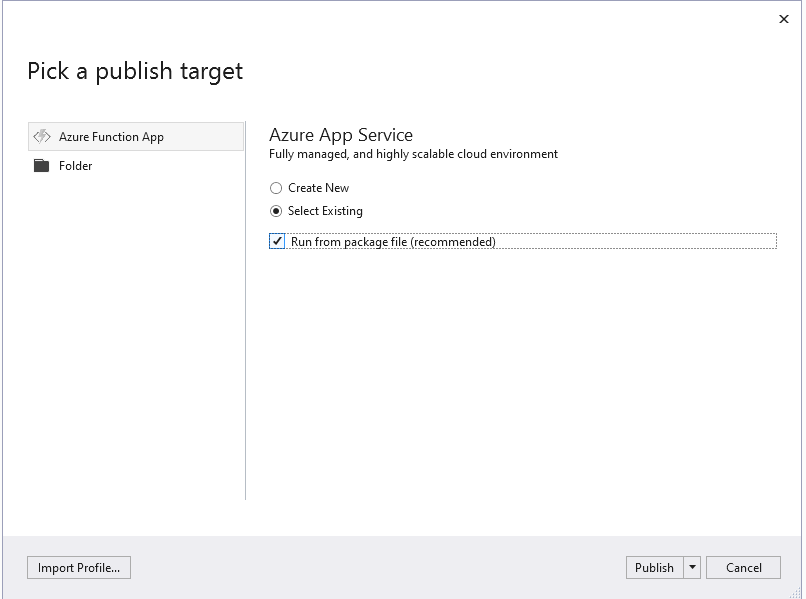 Pick a publish target
Azure Function App
Folder
Azure App Service
Fully managed, and highly scalable cloud environment
Create New
Select Existing
Run from package file (recommended)
Import Profile...
Publish
Cancel